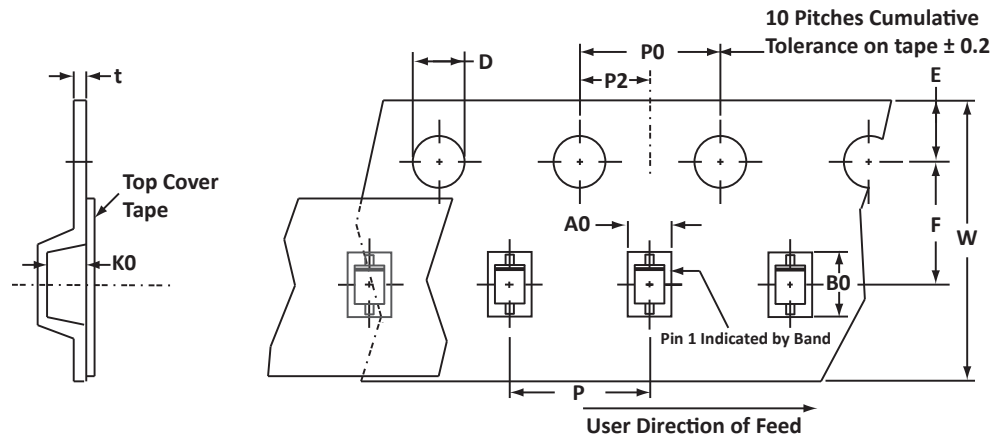 10 Pitches Cumulative
Tolerance on tape ± 0.2
P0
D
t
P2
E
Top Cover
Tape
A0
F
W
K0
B0
Pin 1 Indicated by Band
P
User Direction of Feed